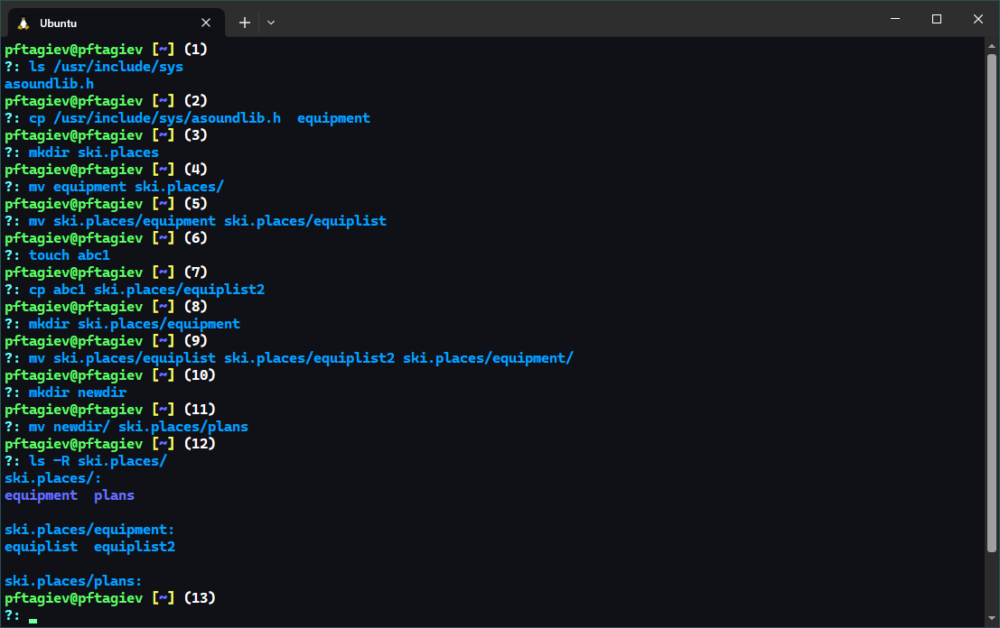 Ubuntu
pftagiev@pftagiev [~] (1)
?: ls /usr/include/sys
asoundlib.h
pftagiev@pftagiev [~] (2)
?: cp /usr/include/sys/asoundlib.h  equipment
pftagiev@pftagiev [~] (3)
?: mkdir ski.places
pftagiev@pftagiev [~] (4)
?: mv equipment ski.places/
pftagiev@pftagiev [~] (5)
?: mv ski.places/equipment ski.places/equiplist
pftagiev@pftagiev [~] (6)
?: touch abc1
pftagiev@pftagiev [~] (7)
?: cp abc1 ski.places/equiplist2
pftagiev@pftagiev [~] (8)
?: mkdir ski.places/equipment
pftagiev@pftagiev [~] (9)
?: mv ski.places/equiplist ski.places/equiplist2 ski.places/equipment/
pftagiev@pftagiev [~] (10)
?: mkdir newdir
pftagiev@pftagiev [~] (11)
?: mv newdir/ ski.places/plans
pftagiev@pftagiev [~] (12)
?: ls -R ski.places/
ski.places/:
equipment  plans

ski.places/equipment:
equiplist  equiplist2

ski.places/plans:
pftagiev@pftagiev [~] (13)
?: